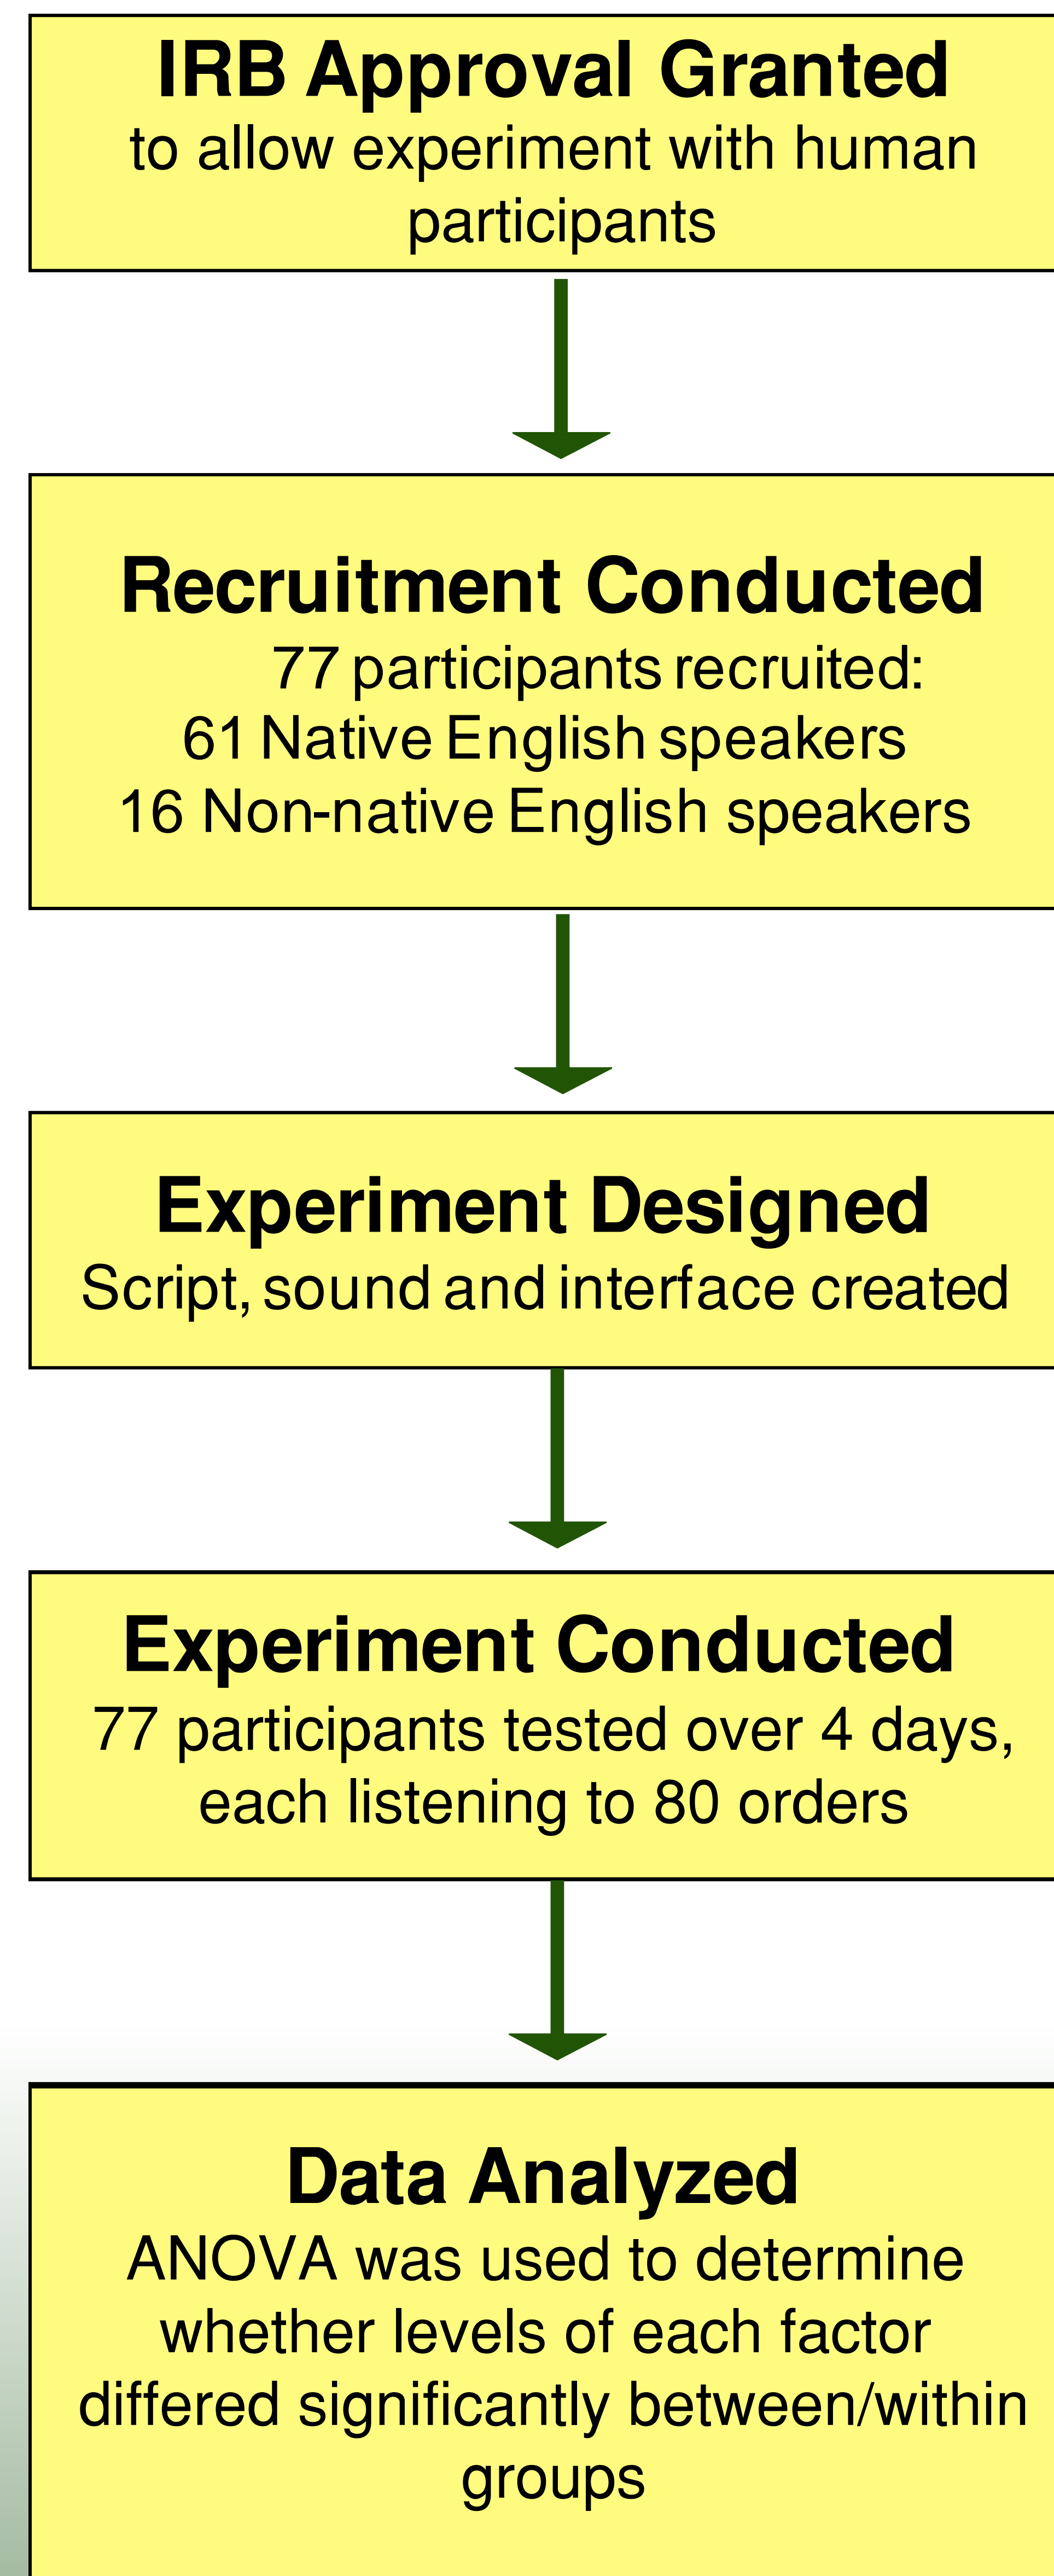 IRB Approval Granted
to allow experiment with human
participants
Recruitment Conducted
77 participants recruited:
61 Native English speakers
16 Non-native English speakers
Experiment Designed
Script, sound and interface created
Experiment Conducted
77 participants tested over 4 days,
each listening to 80 orders
Data Analyzed
ANOVA was used to determine
whether levels of each factor
differed significantly between/within
groups